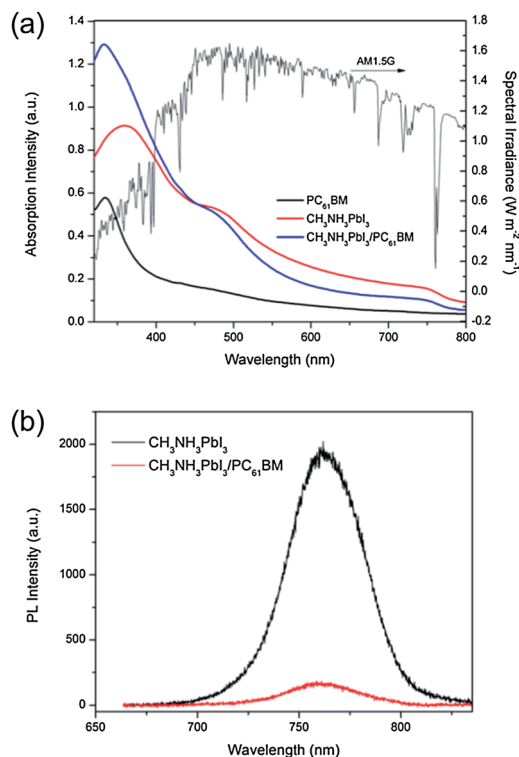 (a)
1.4
1.2
1.0
0.8
0.6
0.4
0.2
0.0
Absorption Intensity (a.u.)
AM1.5G
PC₆₁BM
CH₃NH₃PbI₃
CH₃NH₃PbI₃/PC₆₁BM
1.8
1.6
1.4
1.2
1.0
0.8
0.6
0.4
0.2
0.0
-0.2
Spectral Irradiance (W m⁻² nm⁻¹)
400 500 600 700 800
Wavelength (nm)
(b)
2000
1500
1000
500
0
PL Intensity (a.u.)
CH₃NH₃PbI₃
CH₃NH₃PbI₃/PC₆₁BM
650 700 750 800
Wavelength (nm)